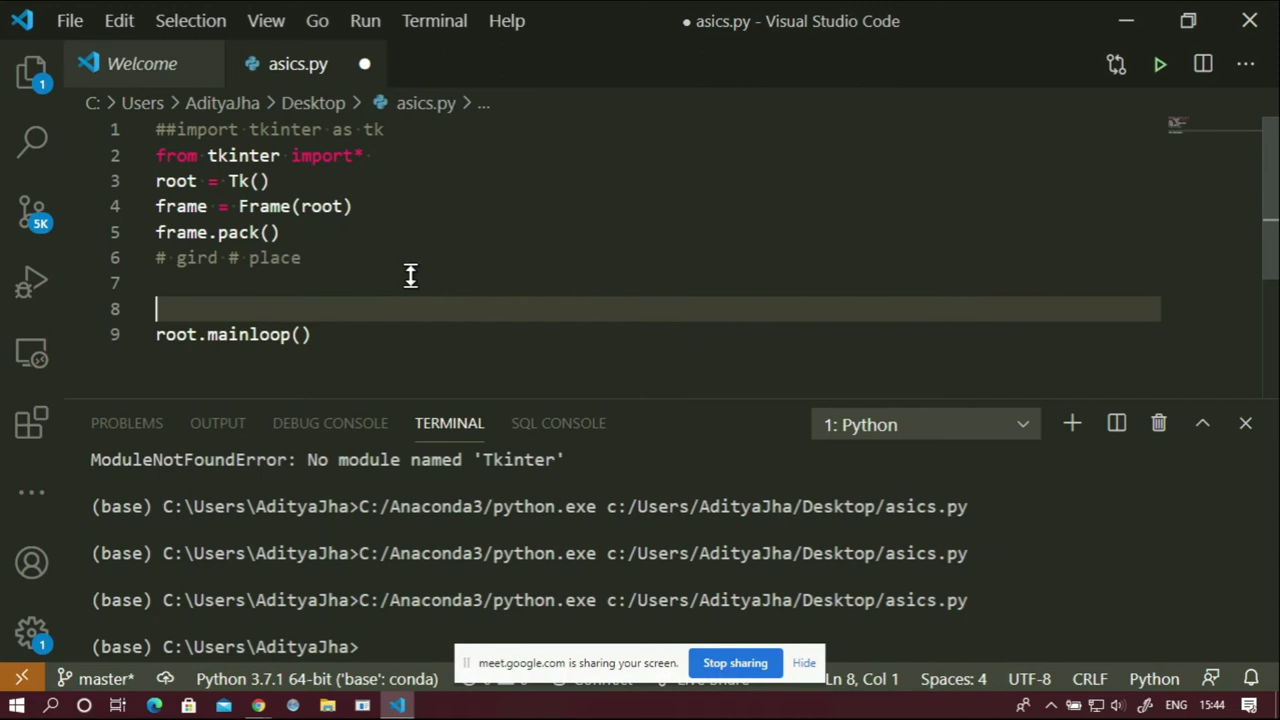 File Edit Selection View Go Run Terminal Help ● asics.py - Visual Studio Code
Welcome asics.py
C: > Users > AdityaJha > Desktop > asics.py > ...
1 ##import tkinter as tk
2 from tkinter import*
3 root = Tk()
4 frame = Frame(root)
5 frame.pack()
6 # gird # place
7
8
9 root.mainloop()
PROBLEMS OUTPUT DEBUG CONSOLE TERMINAL SQL CONSOLE 1: Python
ModuleNotFoundError: No module named 'Tkinter'
(base) C:\Users\AdityaJha>C:/Anaconda3/python.exe c:/Users/AdityaJha/Desktop/asics.py
(base) C:\Users\AdityaJha>C:/Anaconda3/python.exe c:/Users/AdityaJha/Desktop/asics.py
(base) C:\Users\AdityaJha>C:/Anaconda3/python.exe c:/Users/AdityaJha/Desktop/asics.py
(base) C:\Users\AdityaJha>
meet.google.com is sharing your screen. Stop sharing Hide
master* Python 3.7.1 64-bit ('base': conda) Ln 8, Col 1 Spaces: 4 UTF-8 CRLF Python
ENG 15:44
1
5K
1